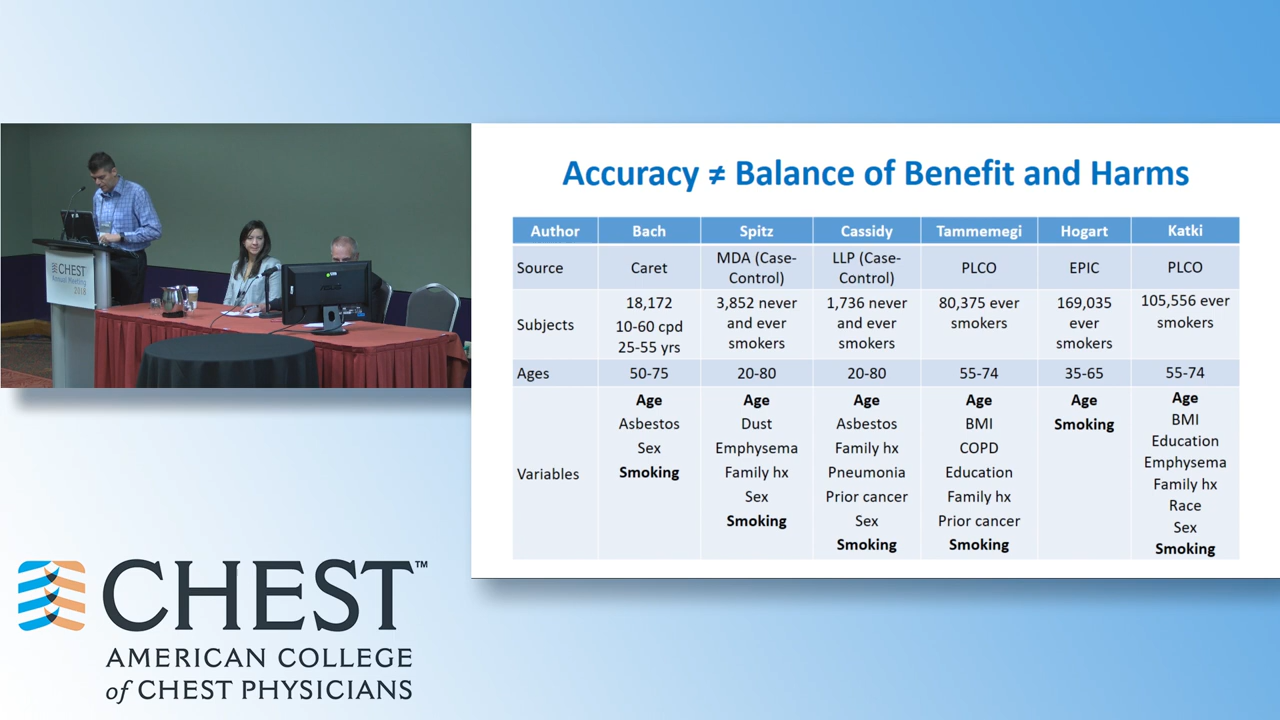 Accuracy ≠ Balance of Benefit and Harms
Author Bach Spitz Cassidy Tammemegi Hogart Katki
Source Caret MDA (Case-Control) LLP (Case-Control) PLCO EPIC PLCO
Subjects 18,172 10-60 cpd 25-55 yrs 3,852 never and ever smokers 1,736 never and ever smokers 80,375 ever smokers 169,035 ever smokers 105,556 ever smokers
Ages 50-75 20-80 20-80 55-74 35-65 55-74
Variables
Age
Asbestos
Sex
Smoking
Age
Dust
Emphysema
Family hx
Sex
Smoking
Age
Asbestos
Family hx
Pneumonia
Prior cancer
Sex
Smoking
Age
BMI
COPD
Education
Family hx
Prior cancer
Smoking
Age
Smoking
Age
BMI
Education
Emphysema
Family hx
Race
Sex
Smoking
CHEST
Annual Meeting
2018
CHEST™
AMERICAN COLLEGE
of CHEST PHYSICIANS